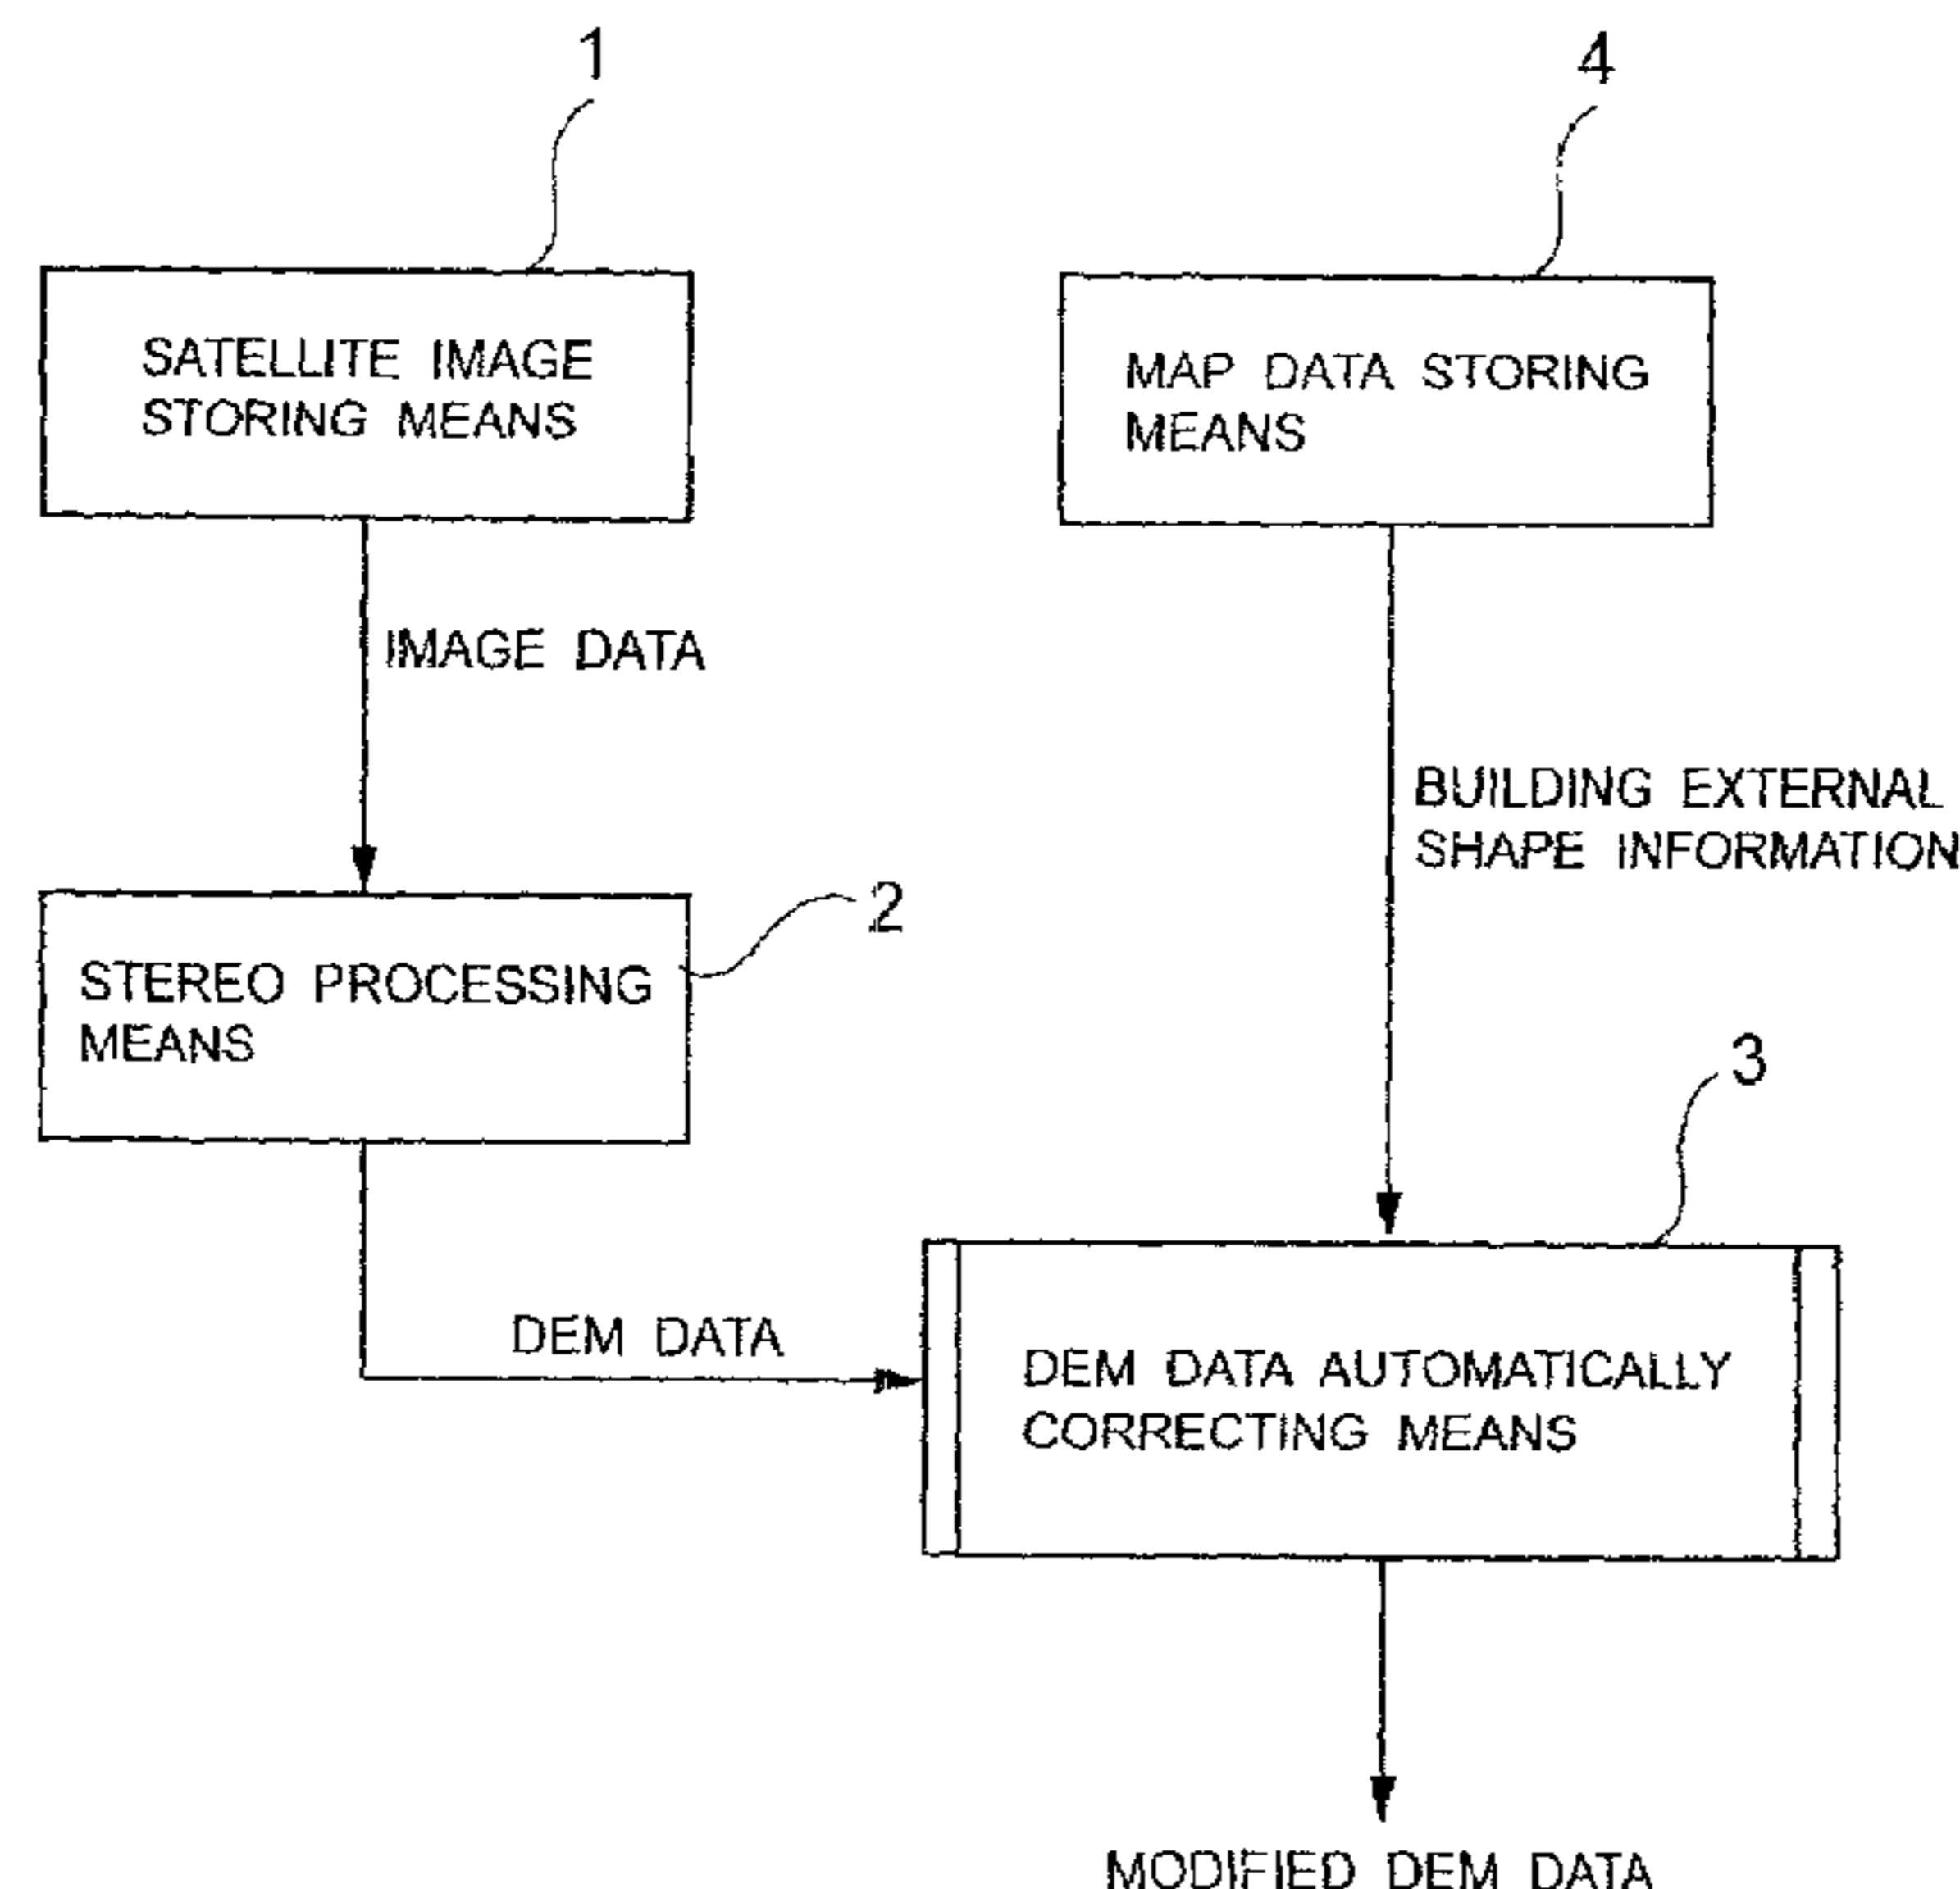 1
4
SATELLITE IMAGE
STORING MEANS
MAP DATA STORING
MEANS
IMAGE DATA
BUILDING EXTERNAL
SHAPE INFORMATION
2
STEREO PROCESSING
MEANS
3
DEM DATA
DEM DATA AUTOMATICALLY
CORRECTING MEANS
MODIFIED DEM DATA